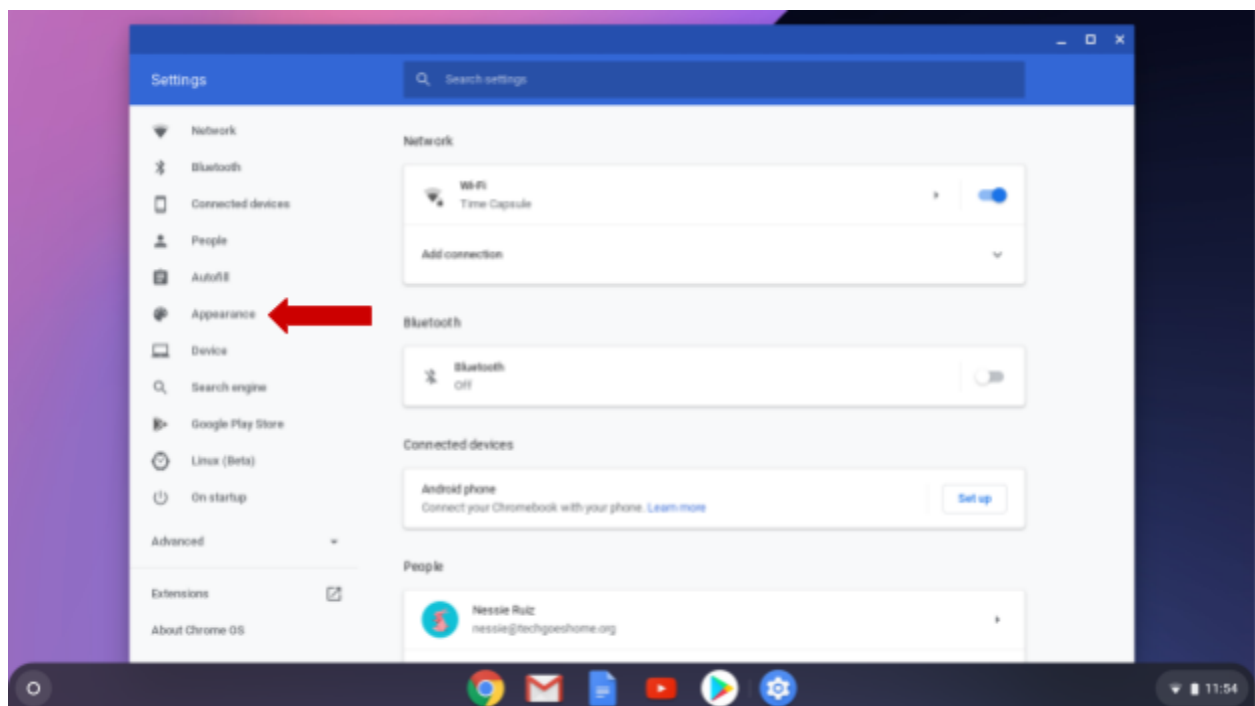 Settings
Search settings
Network
Bluetooth
Connected devices
People
Autofill
Appearance
Device
Search engine
Google Play Store
Linux (Beta)
On startup
Advanced
Extensions
About Chrome OS
Network
Wi-Fi
Time Capsule
Add connection
Bluetooth
Bluetooth
Off
Connected devices
Android phone
Connect your Chromebook with your phone. Learn more
Set up
People
Nessie Ruiz
nessie@techgoeshome.org
11:54